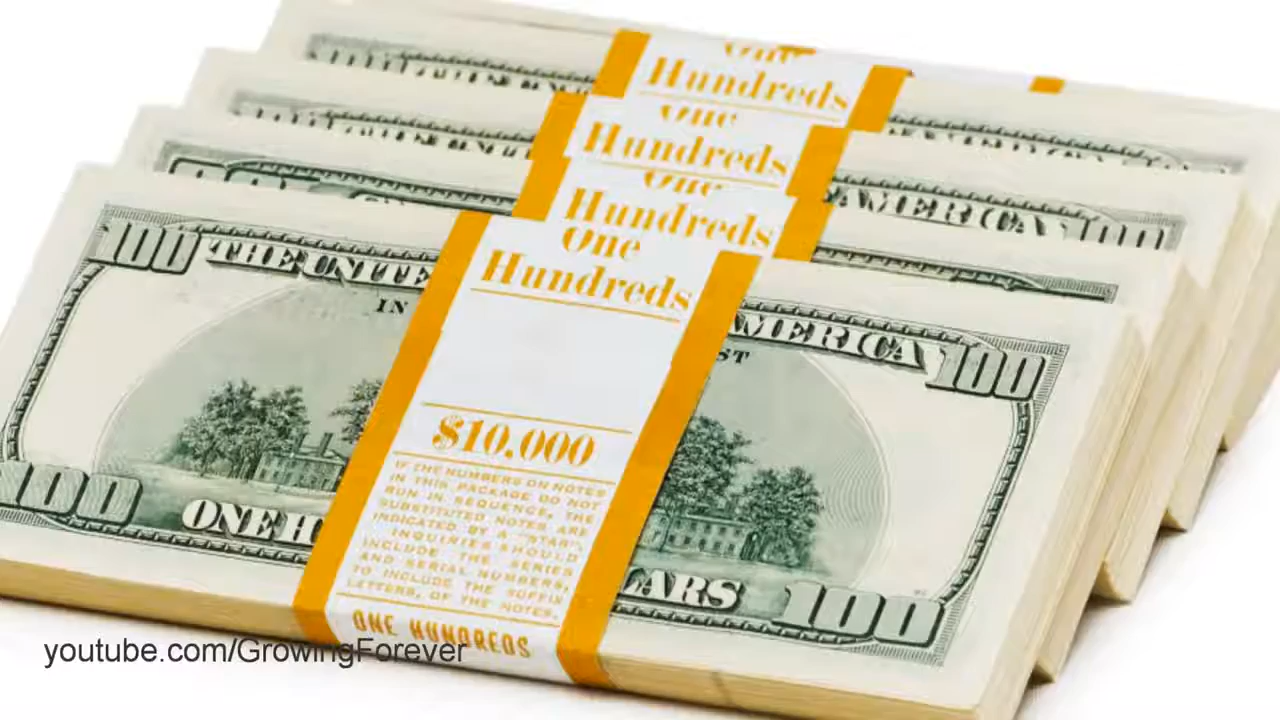 One
Hundreds
One
Hundreds
AMERICA 100
One
Hundreds
One
Hundreds
100 THE UNITE AMERICA 100
IN ST
$10.000
IF THE NUMBERS ON NOTES
IN THIS PACKAGE DO NOT
RUN IN SEQUENCE, THE
SUBSTITUTED NOTES ARE
INDICATED BY A "STAR"
INQUIRIES SHOULD
INCLUDE THE SERIES
AND SERIAL NUMBERS,
TO INCLUDE THE SUFFIX
LETTERS, OF THE NOTES.
100 ONE H LARS 100
ONE HUNDREDS
youtube.com/GrowingForever